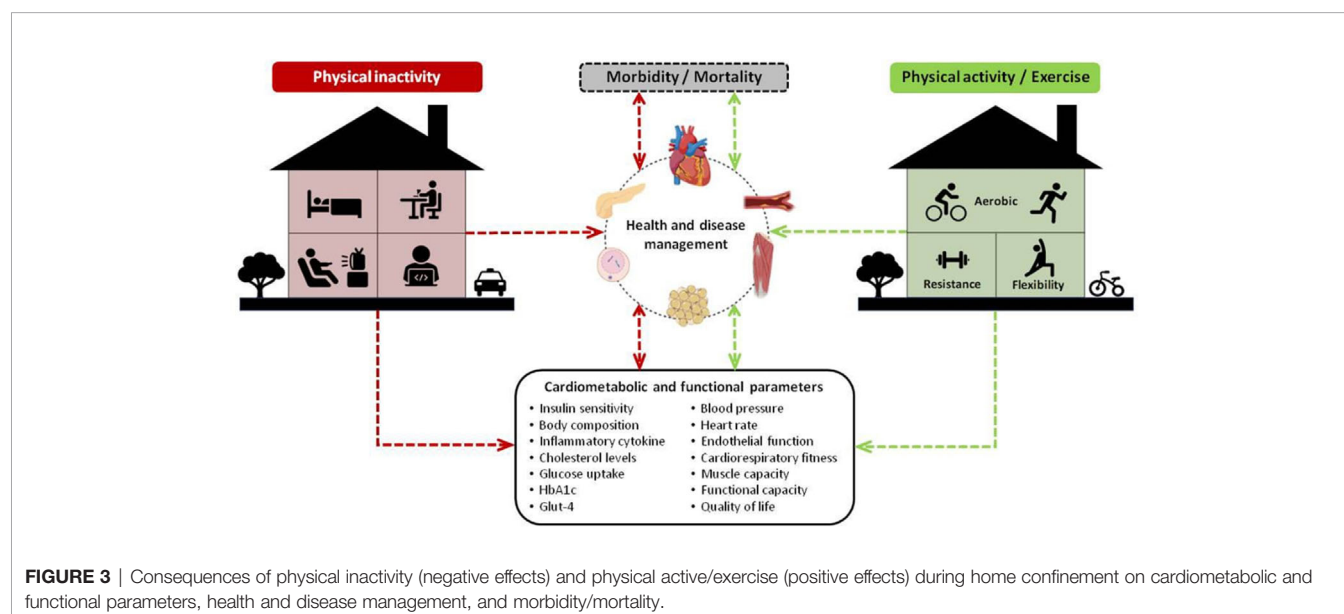 Physical inactivity
Morbidity / Mortality
Physical activity / Exercise
Aerobic
Health and disease
management
Resistance
Flexibility
</>
Cardiometabolic and functional parameters
• Insulin sensitivity
• Body composition
• Inflammatory cytokine
• Cholesterol levels
• Glucose uptake
• HbA1c
• Glut-4
• Blood pressure
• Heart rate
• Endothelial function
• Cardiorespiratory fitness
• Muscle capacity
• Functional capacity
• Quality of life
FIGURE 3 | Consequences of physical inactivity (negative effects) and physical active/exercise (positive effects) during home confinement on cardiometabolic and
functional parameters, health and disease management, and morbidity/mortality.